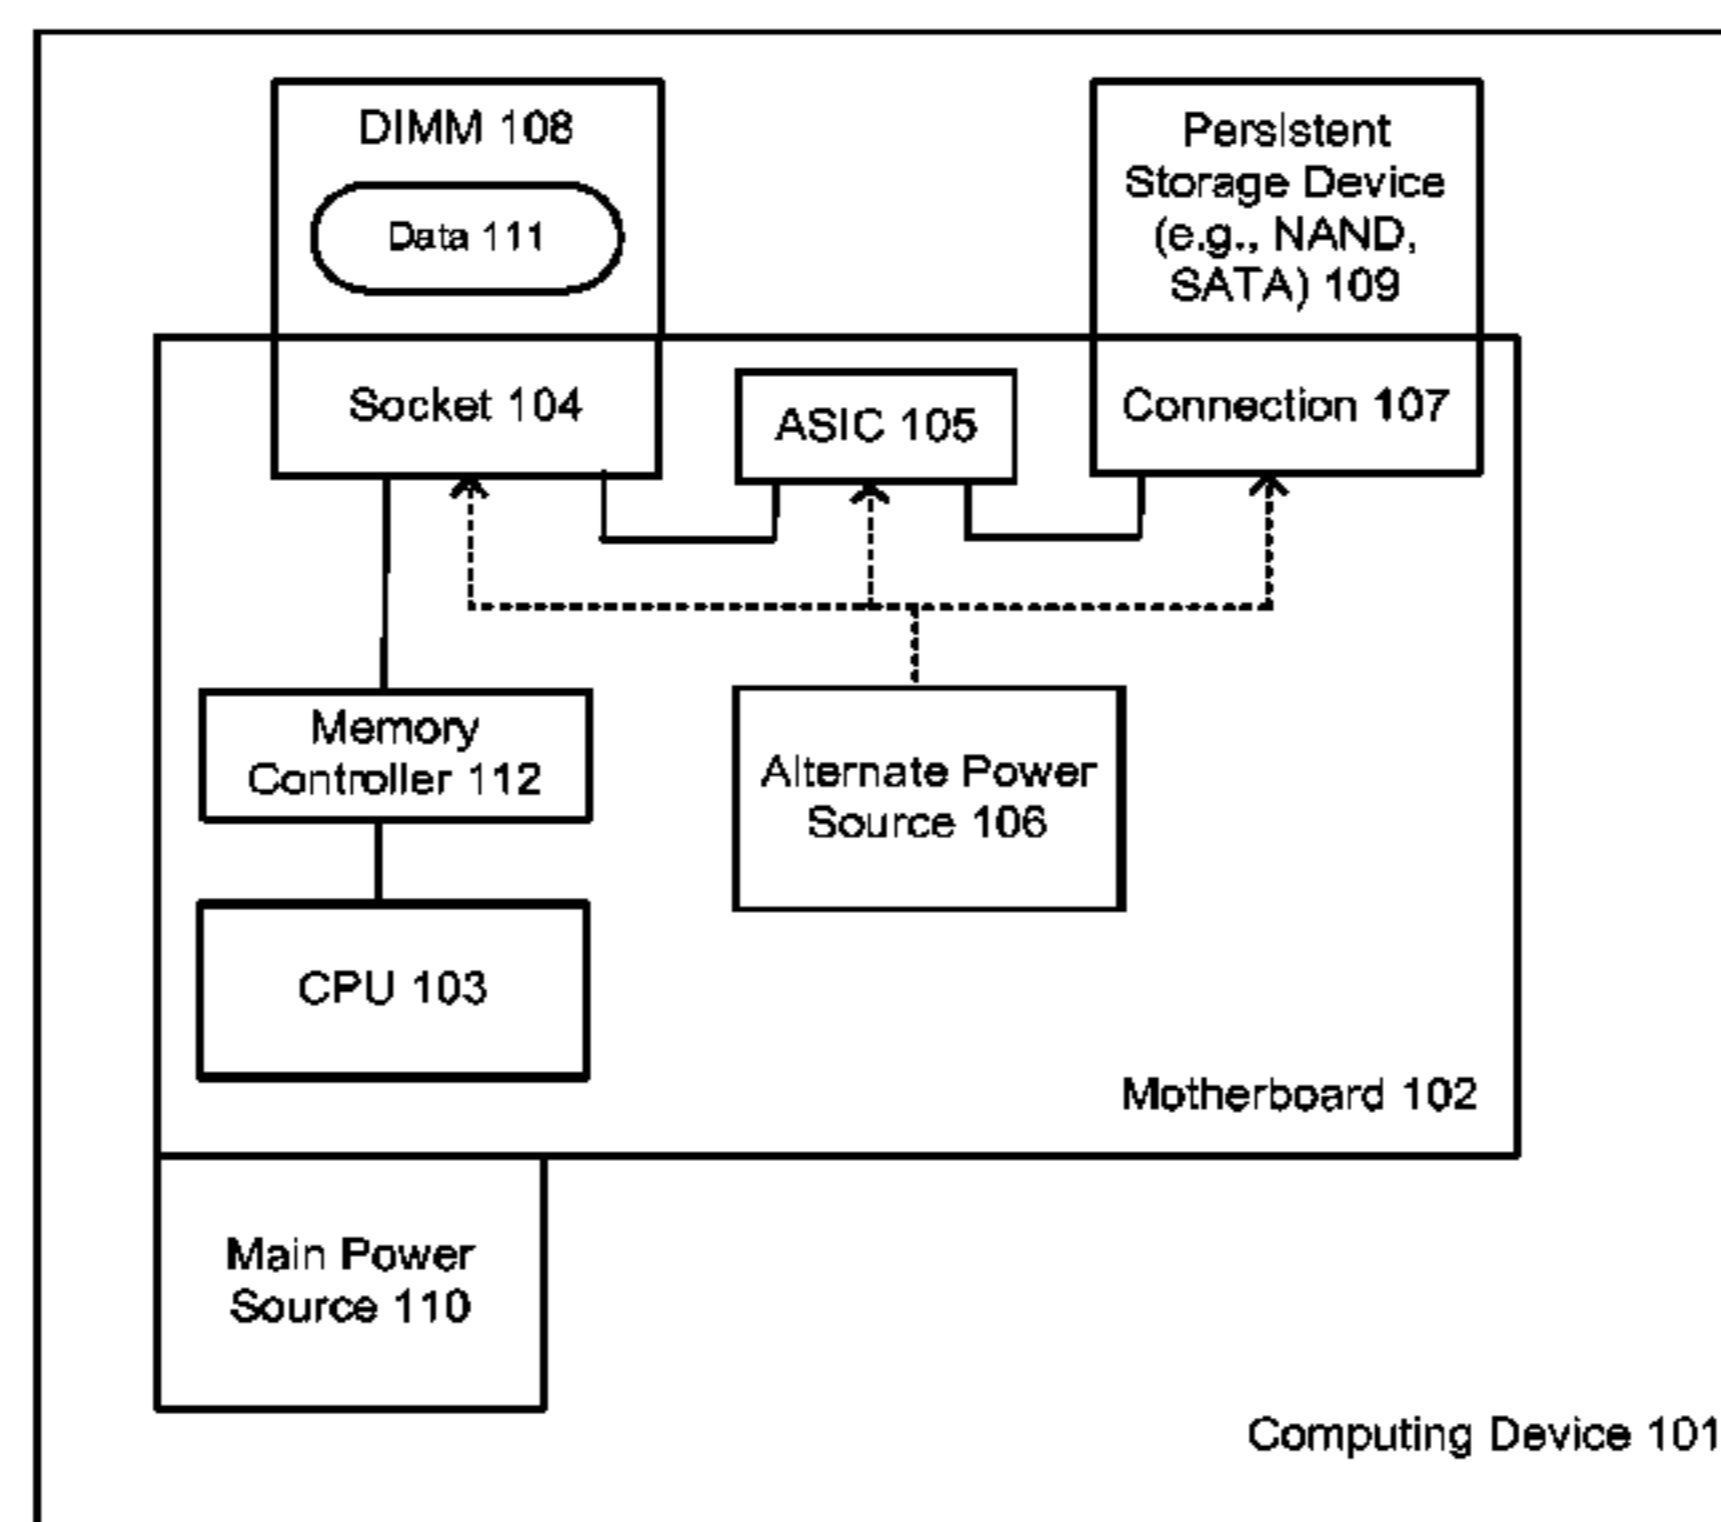 DIMM 108
Data 111
Persistent
Storage Device
(e.g., NAND,
SATA) 109
Socket 104
ASIC 105
Connection 107
Memory
Controller 112
Alternate Power
Source 106
CPU 103
Motherboard 102
Main Power
Source 110
Computing Device 101